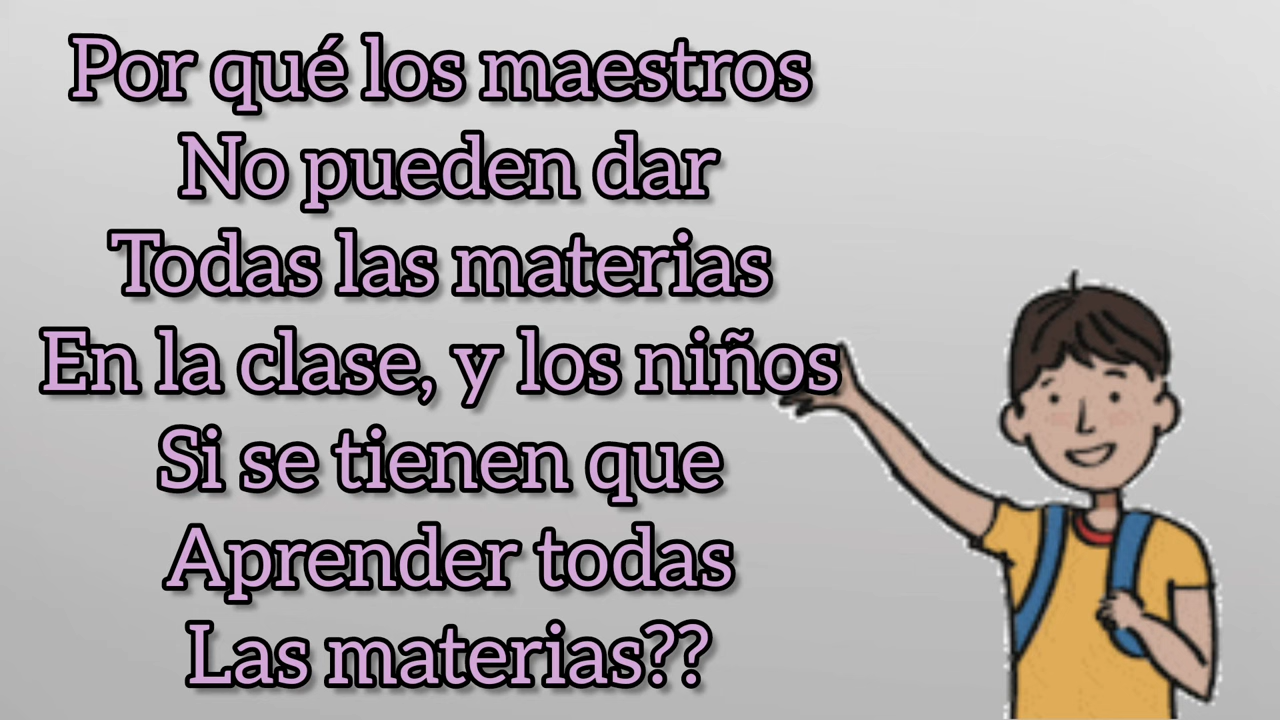 Por qué los maestros
No pueden dar
Todas las materias
En la clase, y los niños
Si se tienen que
Aprender todas
Las materias??